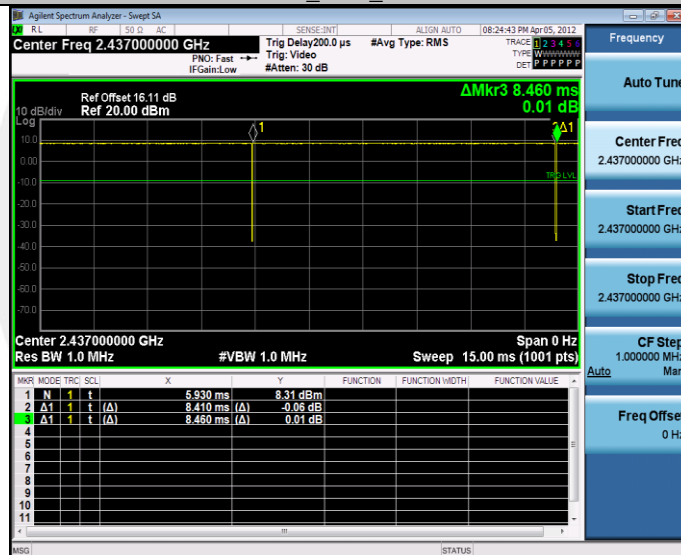 Agilent Spectrum Analyzer - Swept SA
RL RF 50 Ω AC SENSE:INT ALIGN AUTO 08:24:43 PM Apr 05, 2012
Center Freq 2.437000000 GHz
PNO: Fast
IFGain:Low
Trig Delay200.0 µs
Trig: Video
#Atten: 30 dB
#Avg Type: RMS
TRACE 1 2 3 4 5 6
TYPE WWWWWW
DET P P P P P P
ΔMkr3 8.460 ms
0.01 dB
Ref Offset 16.11 dB
10 dB/div Ref 20.00 dBm
Log
1
3Δ1
10.0
0.00
TRIG LVL
-10.0
-20.0
-30.0
-40.0
-50.0
-60.0
-70.0
Center 2.437000000 GHz Span 0 Hz
Res BW 1.0 MHz #VBW 1.0 MHz Sweep 15.00 ms (1001 pts)
MKR MODE TRC SCL X Y FUNCTION FUNCTION WIDTH FUNCTION VALUE
1 N 1 t 5.930 ms 8.31 dBm
2 Δ1 1 t (Δ) 8.410 ms (Δ) -0.06 dB
3 Δ1 1 t (Δ) 8.460 ms (Δ) 0.01 dB
4
5
6
7
8
9
10
11
MSG STATUS
Frequency
Auto Tune
Center Freq
2.437000000 GHz
Start Freq
2.437000000 GHz
Stop Freq
2.437000000 GHz
CF Step
1.000000 MHz
Auto Man
Freq Offset
0 Hz